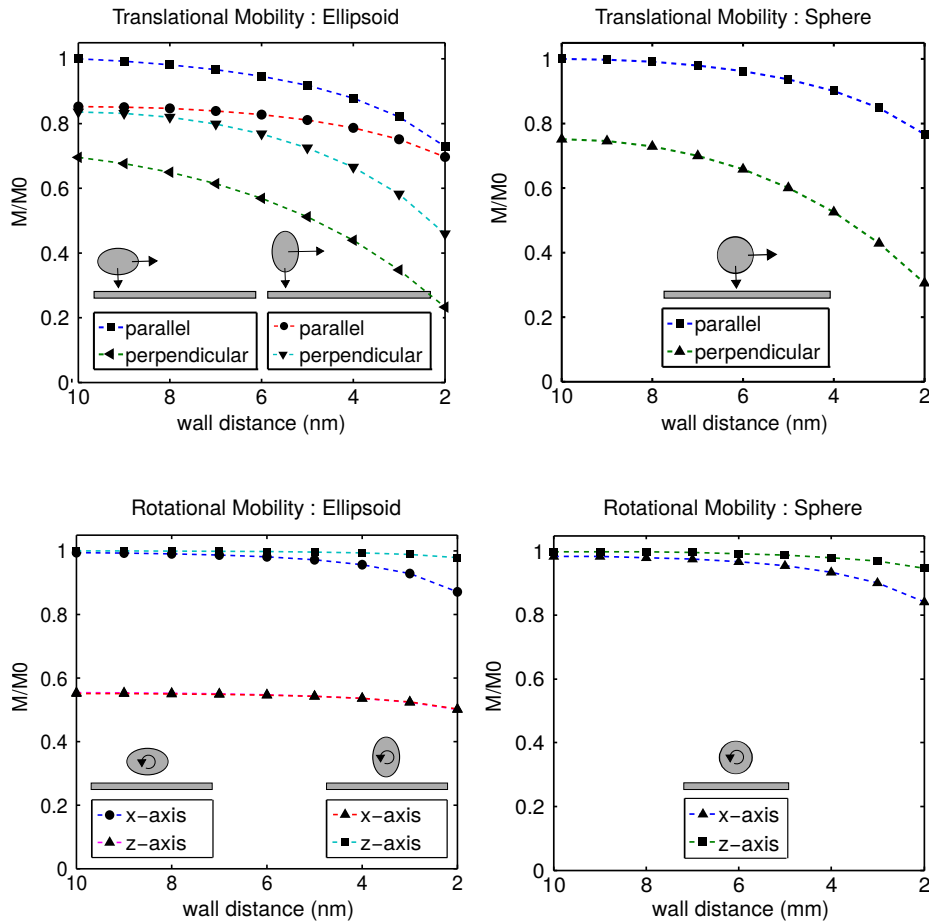 Translational Mobility : Ellipsoid
M/M0
1
0.8
0.6
0.4
0.2
0
parallel
perpendicular
parallel
perpendicular
10
8
6
4
2
wall distance (nm)
Translational Mobility : Sphere
M/M0
1
0.8
0.6
0.4
0.2
0
parallel
perpendicular
10
8
6
4
2
wall distance (nm)
Rotational Mobility : Ellipsoid
M/M0
1
0.8
0.6
0.4
0.2
0
x-axis
z-axis
x-axis
z-axis
10
8
6
4
2
wall distance (nm)
Rotational Mobility : Sphere
M/M0
1
0.8
0.6
0.4
0.2
0
x-axis
z-axis
10
8
6
4
2
wall distance (mm)